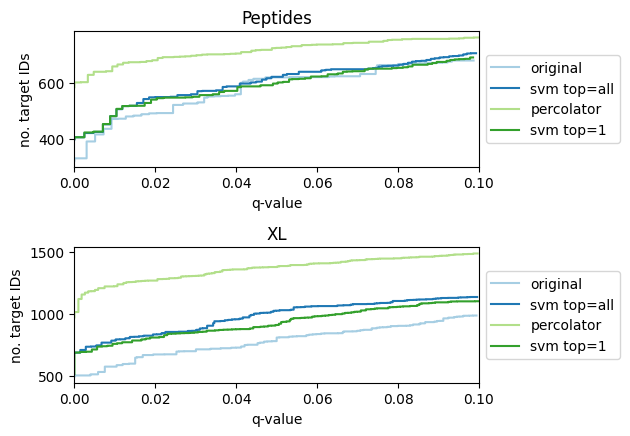 Peptides
no. target IDs
600
400
0.00 0.02 0.04 0.06 0.08 0.10
q-value
original
svm top=all
percolator
svm top=1
XL
no. target IDs
1500
1000
500
0.00 0.02 0.04 0.06 0.08 0.10
q-value
original
svm top=all
percolator
svm top=1